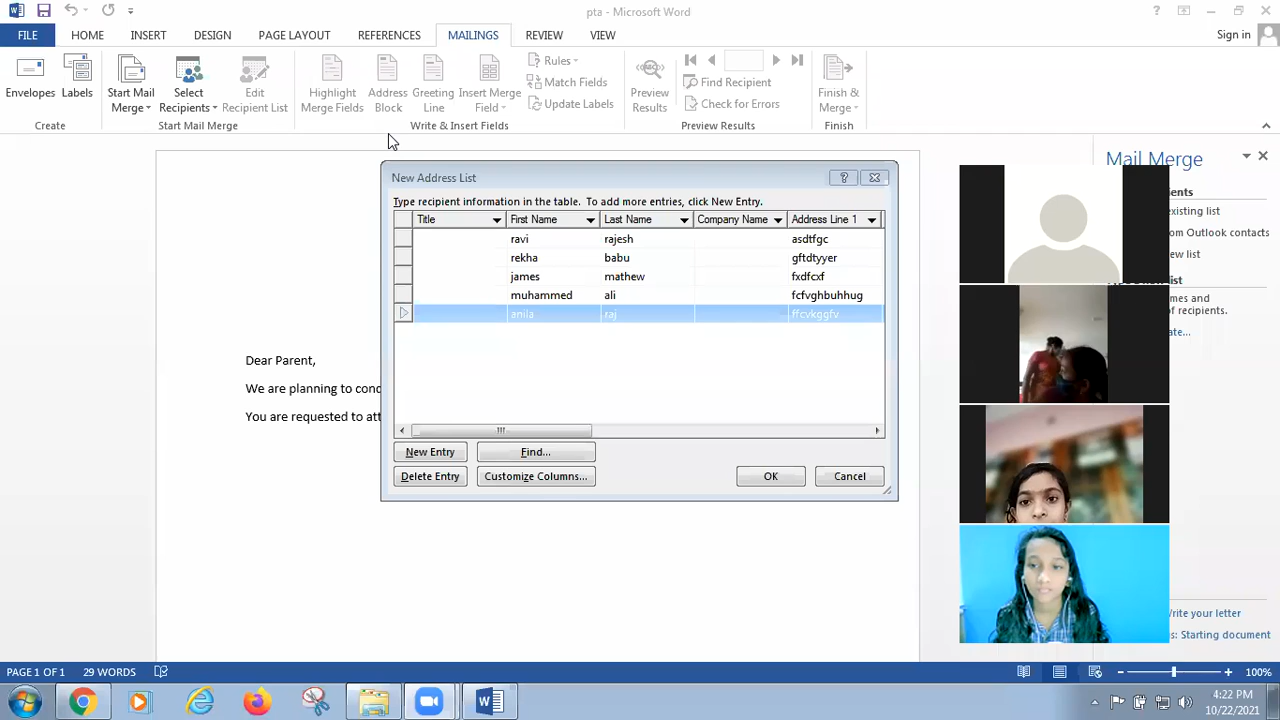 pta - Microsoft Word
FILE HOME INSERT DESIGN PAGE LAYOUT REFERENCES MAILINGS REVIEW VIEW Sign in
Envelopes
Labels
Start Mail Merge
Select Recipients
Edit Recipient List
Highlight Merge Fields
Address Block
Greeting Line
Insert Merge Field
Rules
Match Fields
Update Labels
Preview Results
Find Recipient
Check for Errors
Finish & Merge
Create
Start Mail Merge
Write & Insert Fields
Preview Results
Finish
Mail Merge
New Address List
Type recipient information in the table. To add more entries, click New Entry.
Title First Name Last Name Company Name Address Line 1
ravi rajesh asdtfgc
rekha babu gftdtyyer
james mathew fxdfcxf
muhammed ali fcfvghbuhhug
anila raj ffcvkggfv
New Entry Find...
Delete Entry Customize Columns... OK Cancel
Dear Parent,
We are planning to conc
You are requested to att
ents
existing list
om Outlook contacts
ew list
list
mes and
of recipients.
ate...
Write your letter
s: Starting document
PAGE 1 OF 1 29 WORDS 100%
4:22 PM
10/22/2021